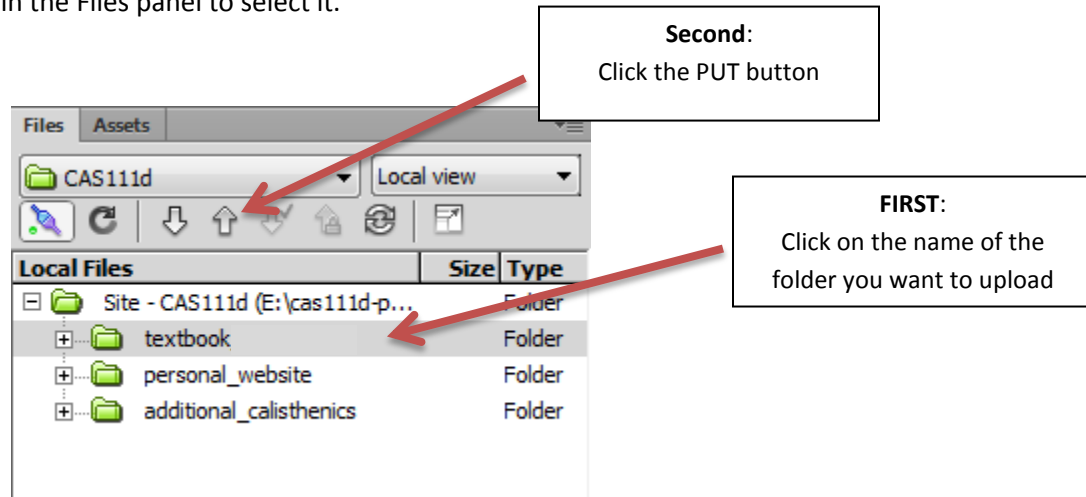 in the Files panel to select it.
Second:
Click the PUT button
Files Assets
CAS111d Local view
FIRST:
Click on the name of the
folder you want to upload
Local Files Size Type
Site - CAS111d (E:\cas111d-p... Folder
textbook Folder
personal_website Folder
additional_calisthenics Folder